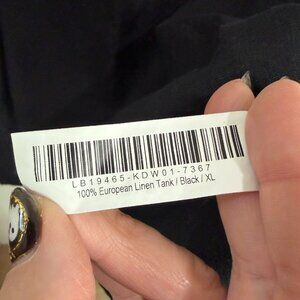 LB19465-KDW01-7367
100% European Linen Tank / Black / XL